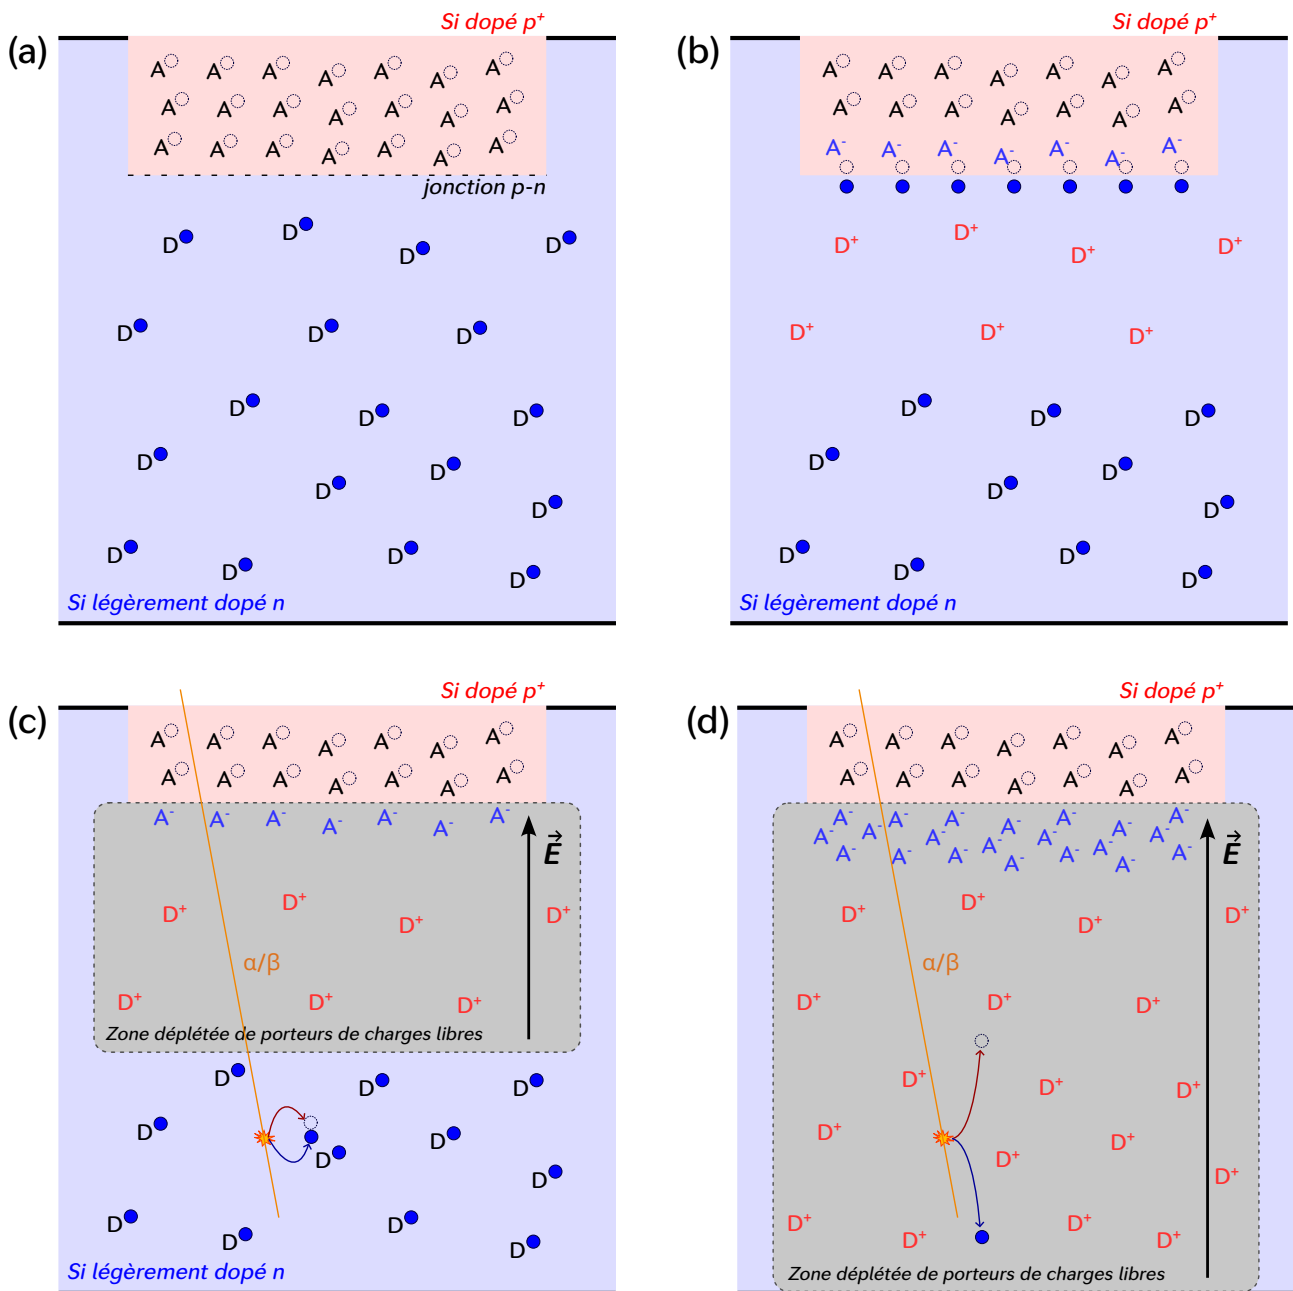 (a)
Si dopé p⁺
A A A A A A A
A A A A A A A
A A A A A A A
jonction p-n
D D D D
D D D
D D D
D D
D D
D D
D D
Si légèrement dopé n
(b)
Si dopé p⁺
A A A A A A A
A A A A A A A
A⁻ A⁻ A⁻ A⁻ A⁻ A⁻ A⁻
D⁺ D⁺ D⁺ D⁺
D⁺ D⁺ D⁺
D D D
D D
D D
D D
D D
Si légèrement dopé n
(c)
Si dopé p⁺
A A A A A A A
A A A A A A A
A⁻ A⁻ A⁻ A⁻ A⁻ A⁻ A⁻
E
D⁺ D⁺ D⁺ D⁺
α/β
D⁺ D⁺ D⁺
Zone déplétée de porteurs de charges libres
D D D
D D
D D
D D
D D
Si légèrement dopé n
(d)
Si dopé p⁺
A A A A A A A
A A A A A A A
A⁻ A⁻ A⁻ A⁻ A⁻ A⁻ A⁻
A⁻ A⁻ A⁻ A⁻ A⁻ A⁻ A⁻
A⁻ A⁻ A⁻ A⁻ A⁻ A⁻ A⁻
E
D⁺ D⁺ D⁺ D⁺
α/β
D⁺ D⁺ D⁺
D⁺ D⁺ D⁺
D⁺ D⁺
D⁺ D⁺
D⁺ D⁺
D⁺ D⁺
Zone déplétée de porteurs de charges libres